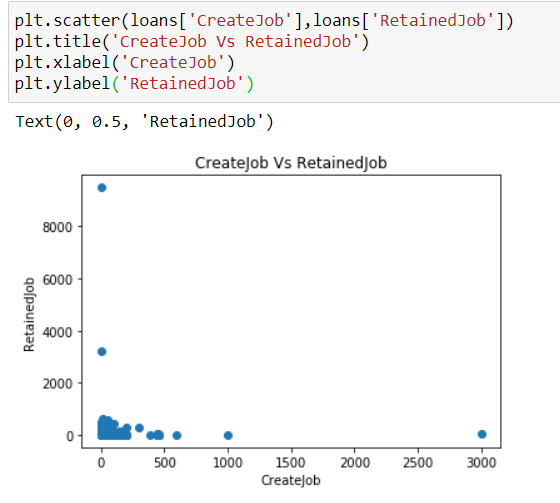 plt.scatter(loans['CreateJob'],loans['RetainedJob'])
plt.title('CreateJob Vs RetainedJob')
plt.xlabel('CreateJob')
plt.ylabel('RetainedJob')
Text(0, 0.5, 'RetainedJob')
CreateJob Vs RetainedJob
RetainedJob
8000
6000
4000
2000
0
0 500 1000 1500 2000 2500 3000
CreateJob